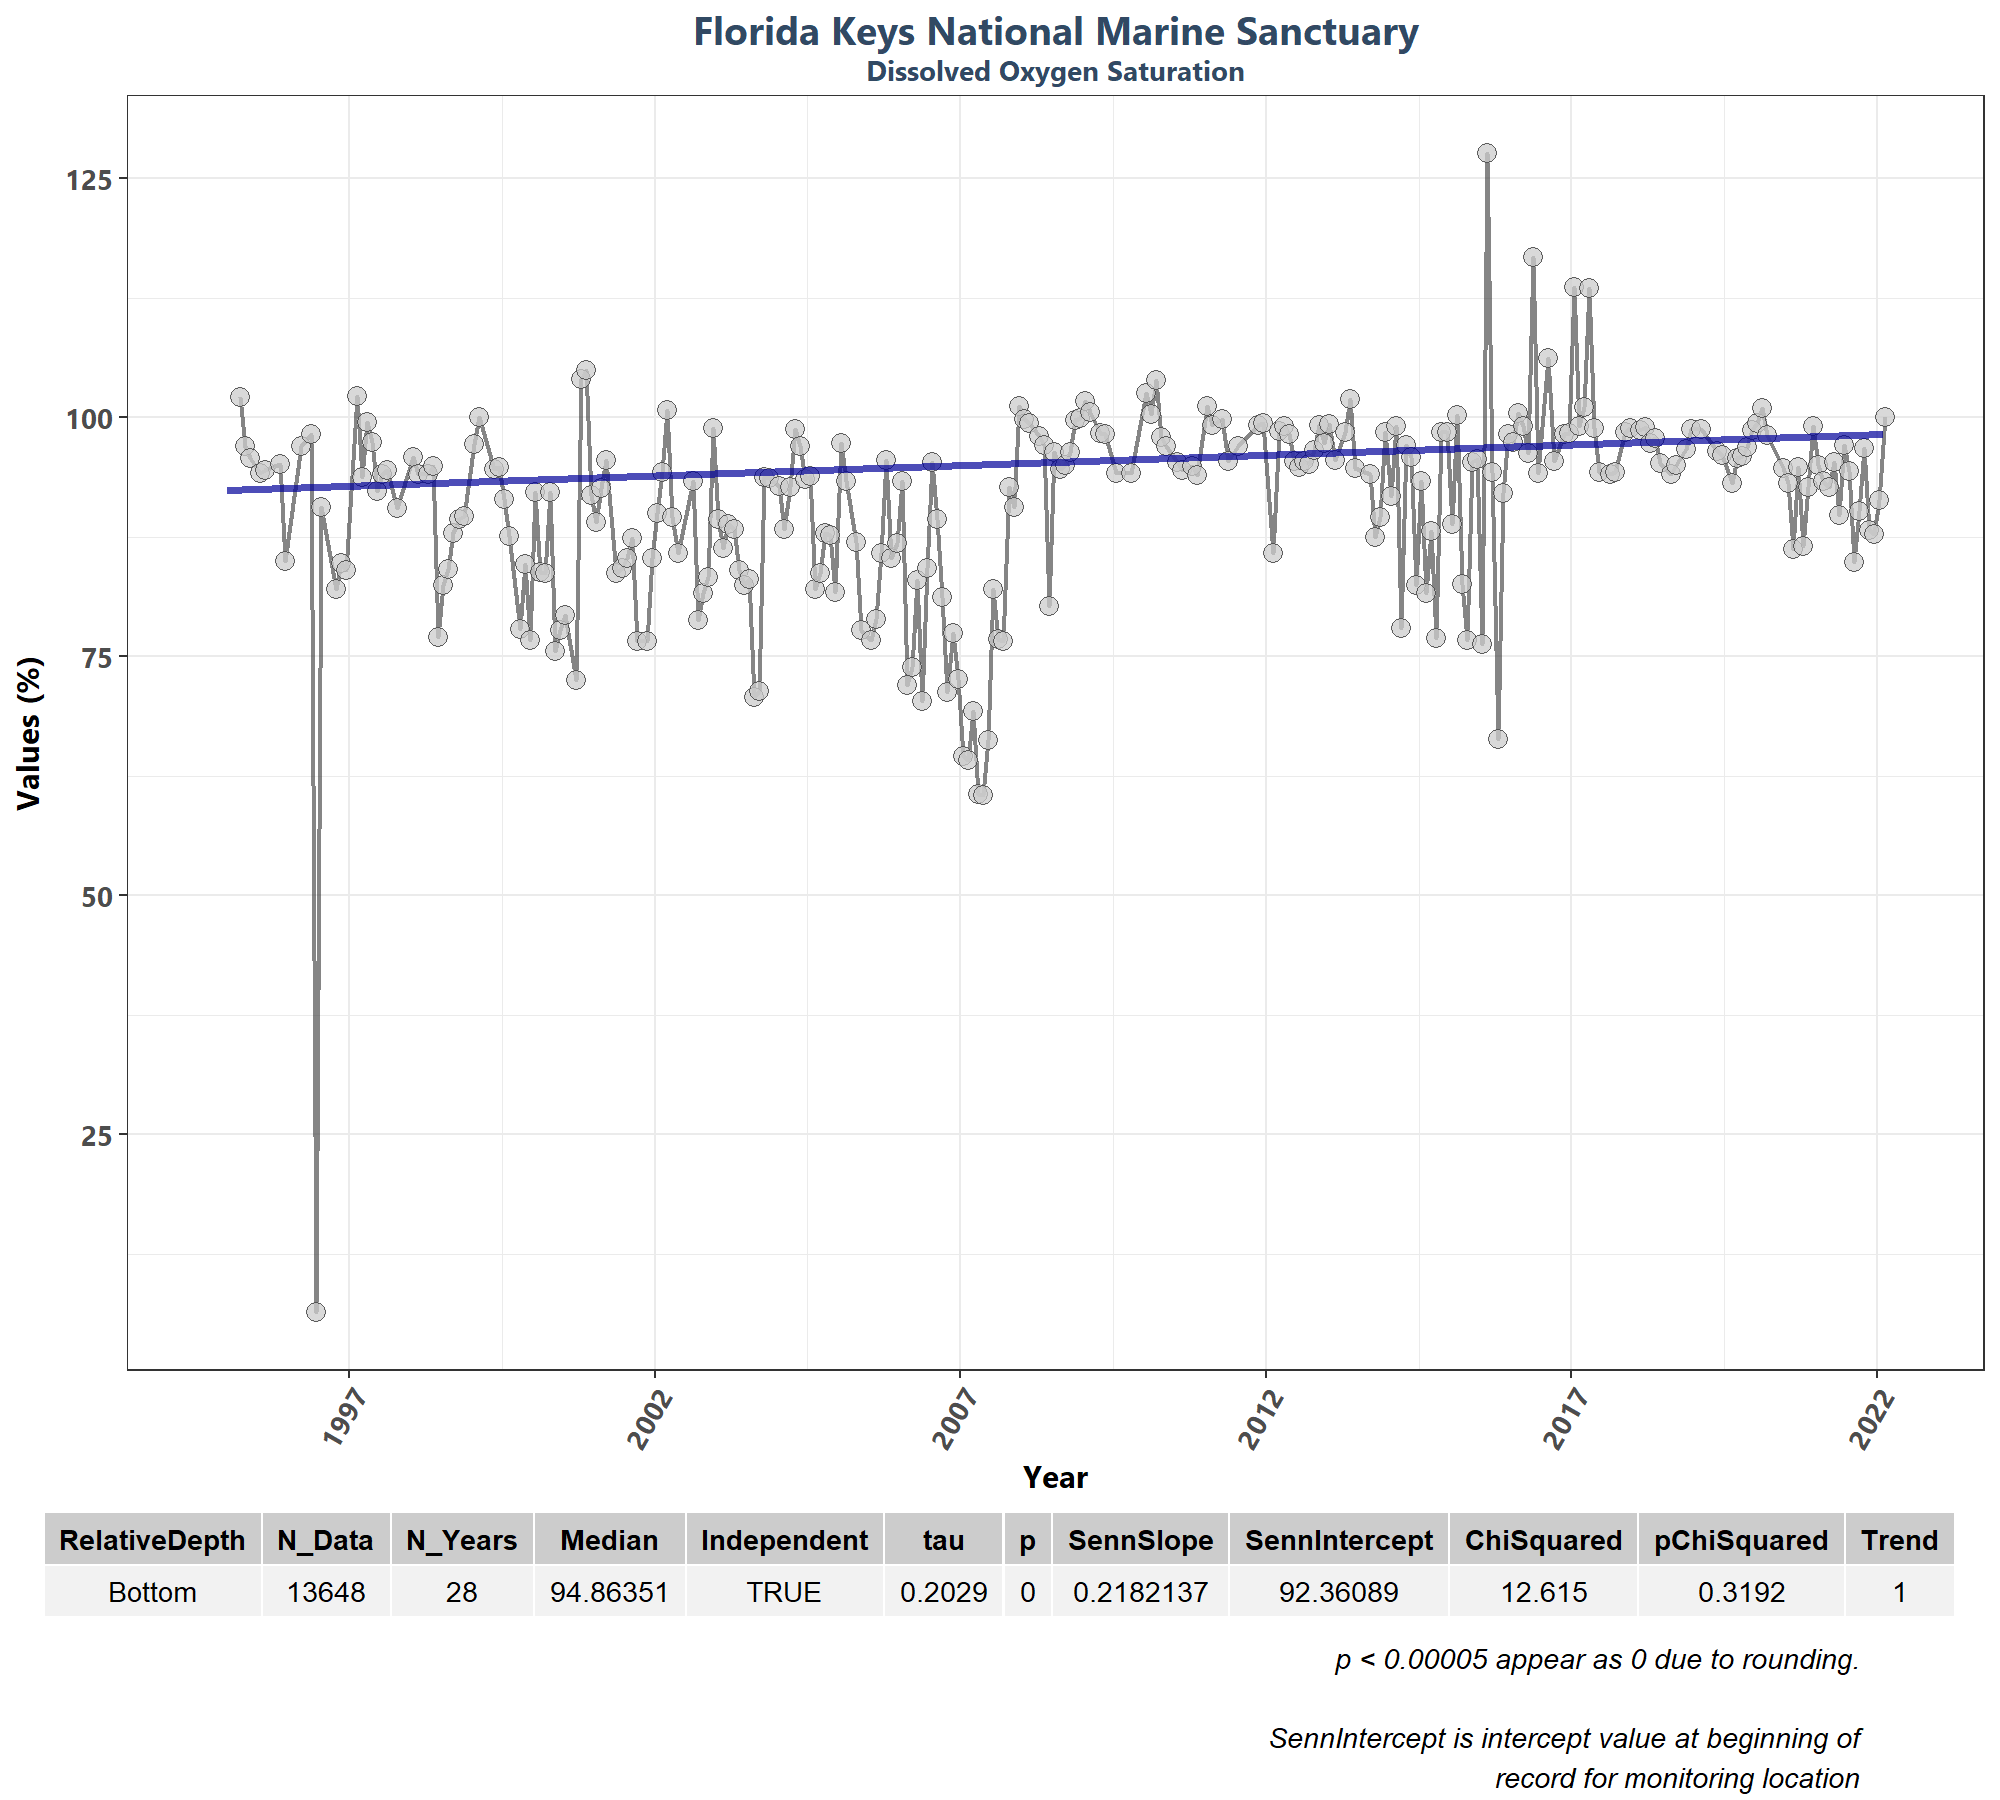 Florida Keys National Marine Sanctuary
Dissolved Oxygen Saturation
Values (%)
125
100
75
50
25
1997 2002 2007 2012 2017 2022
Year
RelativeDepth N_Data N_Years Median Independent tau p SennSlope SennIntercept ChiSquared pChiSquared Trend
Bottom 13648 28 94.86351 TRUE 0.2029 0 0.2182137 92.36089 12.615 0.3192 1
p < 0.00005 appear as 0 due to rounding.
SennIntercept is intercept value at beginning of
record for monitoring location